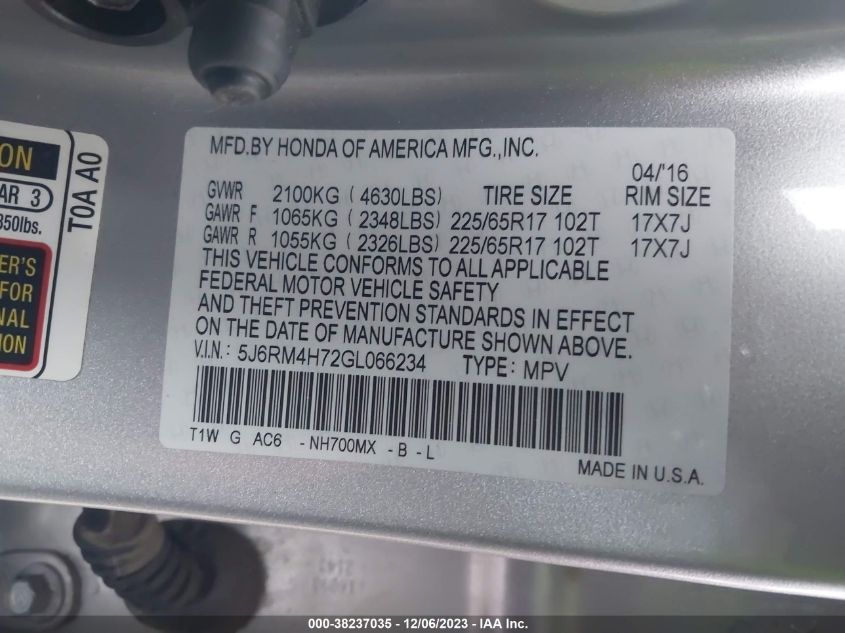 ON
AR 3
850lbs.
ER'S
FOR
NAL
ION
T0A A0
MFD.BY HONDA OF AMERICA MFG.,INC.
04/'16
GVWR 2100KG ( 4630LBS) TIRE SIZE RIM SIZE
GAWR F 1065KG ( 2348LBS) 225/65R17 102T 17X7J
GAWR R 1055KG ( 2326LBS) 225/65R17 102T 17X7J
THIS VEHICLE CONFORMS TO ALL APPLICABLE
FEDERAL MOTOR VEHICLE SAFETY
AND THEFT PREVENTION STANDARDS IN EFFECT
ON THE DATE OF MANUFACTURE SHOWN ABOVE.
V.I.N.: 5J6RM4H72GL066234 TYPE: MPV
T1W G AC6 -NH700MX -B -L
MADE IN U.S.A.
000-38237035 - 12/06/2023 - IAA Inc.